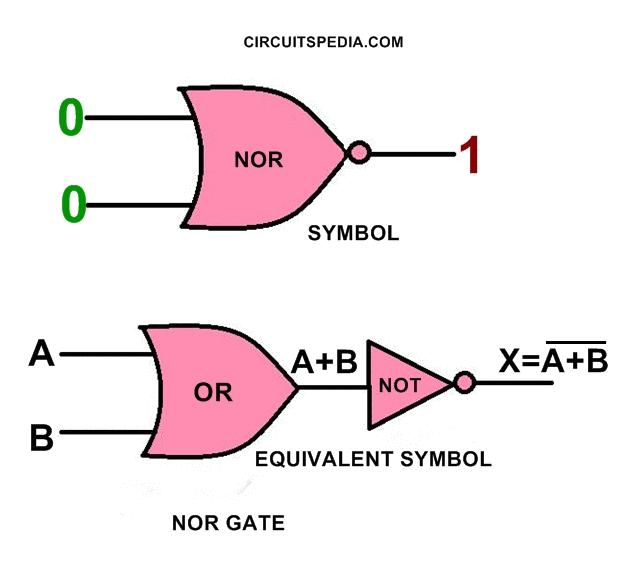 CIRCUITSPEDIA.COM
0
NOR
1
0
SYMBOL
A
OR
A+B
NOT
X=A̅+̅B̅
B
EQUIVALENT SYMBOL
NOR GATE